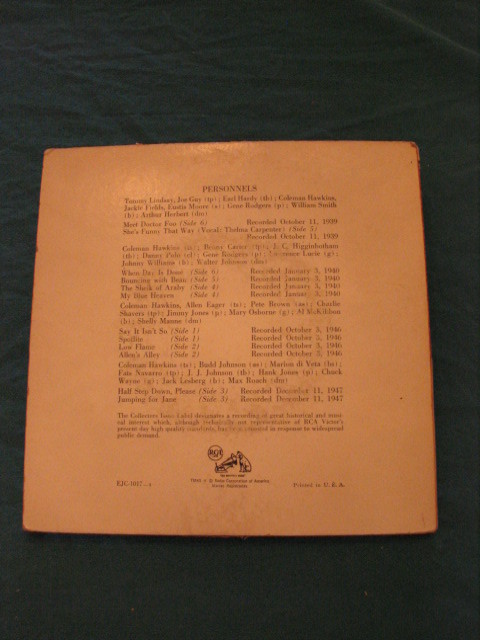 PERSONNELS
Tommy Lindsay, Joe Guy (tp); Earl Hardy (tb); Coleman Hawkins,
Jackie Fields, Eustis Moore (s); Gene Rodgers (p); William Smith
(b); Arthur Herbert (dm)
Meet Doctor Foo (Side 6) Recorded October 11, 1939
She's Funny That Way (Vocal: Thelma Carpenter) (Side 5)
Recorded October 11, 1939
Coleman Hawkins (ts); Benny Carter (tp); J. C. Higginbotham
(tb); Danny Polo (cl); Gene Rodgers (p); Lawrence Lucie (g);
Johnny Williams (b); Walter Johnson (dm)
When Day Is Done (Side 6) Recorded January 3, 1940
Bouncing with Bean (Side 5) Recorded January 3, 1940
The Sheik of Araby (Side 4) Recorded January 3, 1940
My Blue Heaven (Side 4) Recorded January 3, 1940
Coleman Hawkins, Allen Eager (ts); Pete Brown (as); Charlie
Shavers (tp); Jimmy Jones (p); Mary Osborne (g); Al McKibbon
(b); Shelly Manne (dm)
Say It Isn't So (Side 1) Recorded October 3, 1946
Spotlite (Side 1) Recorded October 3, 1946
Low Flame (Side 2) Recorded October 3, 1946
Allen's Alley (Side 2) Recorded October 3, 1946
Coleman Hawkins (ts); Budd Johnson (as); Marion di Veta (bs);
Fats Navarro (tp); J. J. Johnson (tb); Hank Jones (p); Chuck
Wayne (g); Jack Lesberg (b); Max Roach (dm)
Half Step Down, Please (Side 3) Recorded December 11, 1947
Jumping for Jane (Side 3) Recorded December 11, 1947
The Collectors Issue Label designates a recording of great historical and musi-
cal interest which, although technically not representative of RCA Victor's
present day high quality standards, has been reissued in response to widespread
public demand.
RCA
EJC-1017
Printed in U. S. A.